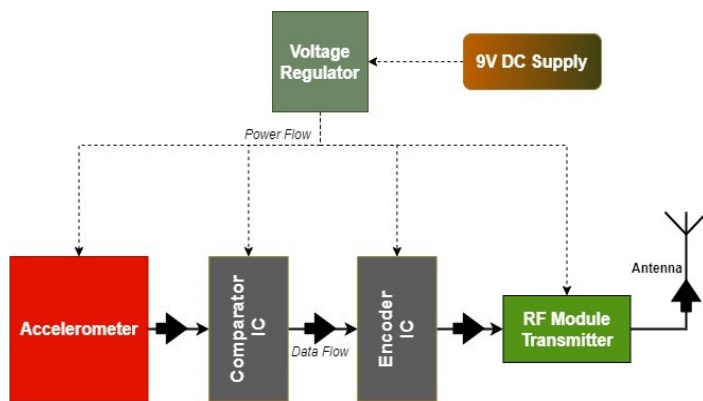 Voltage
Regulator
9V DC Supply
Power Flow
Antenna
Accelerometer
Comparator
IC
Data Flow
Encoder
IC
RF Module
Transmitter